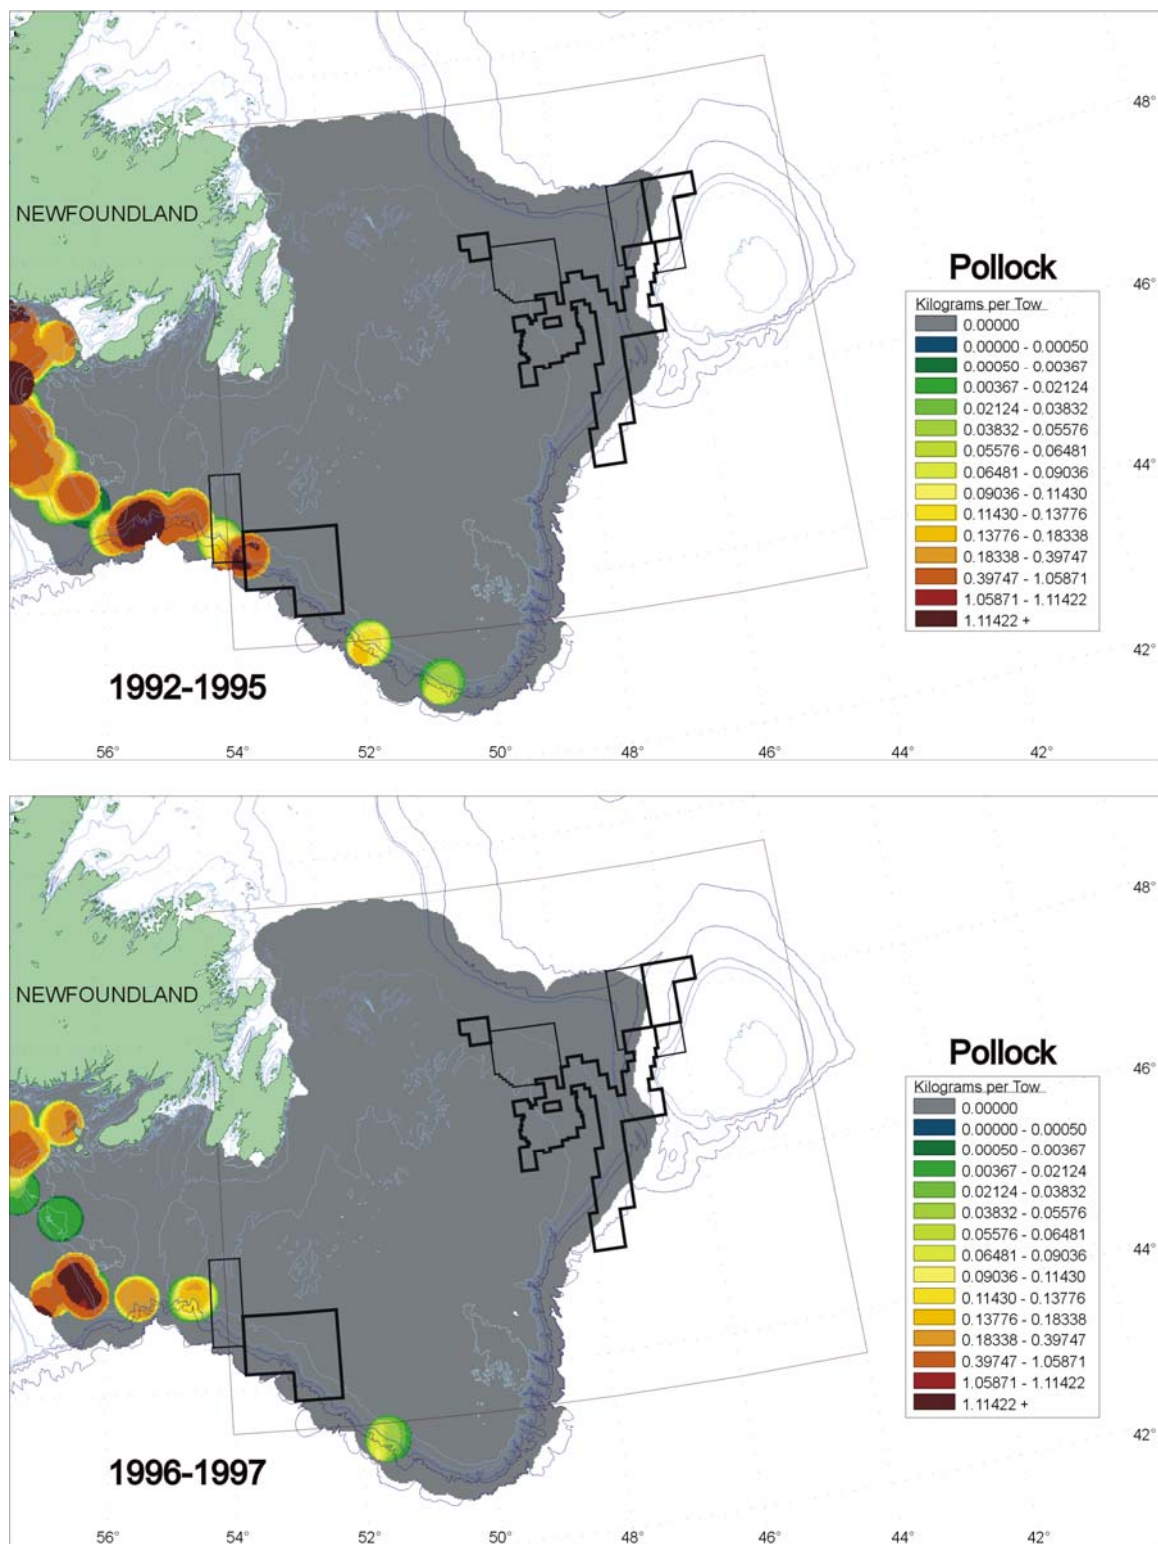 48°
NEWFOUNDLAND
Pollock
46°
Kilograms per Tow
0.00000
0.00000 - 0.00050
0.00050 - 0.00367
0.00367 - 0.02124
0.02124 - 0.03832
0.03832 - 0.05576
0.05576 - 0.06481
0.06481 - 0.09036
0.09036 - 0.11430
0.11430 - 0.13776
0.13776 - 0.18338
0.18338 - 0.39747
0.39747 - 1.05871
1.05871 - 1.11422
1.11422 +
44°
42°
1992-1995
56° 54° 52° 50° 48° 46° 44° 42°
48°
NEWFOUNDLAND
Pollock
46°
Kilograms per Tow
0.00000
0.00000 - 0.00050
0.00050 - 0.00367
0.00367 - 0.02124
0.02124 - 0.03832
0.03832 - 0.05576
0.05576 - 0.06481
0.06481 - 0.09036
0.09036 - 0.11430
0.11430 - 0.13776
0.13776 - 0.18338
0.18338 - 0.39747
0.39747 - 1.05871
1.05871 - 1.11422
1.11422 +
44°
42°
1996-1997
56° 54° 52° 50° 48° 46° 44° 42°